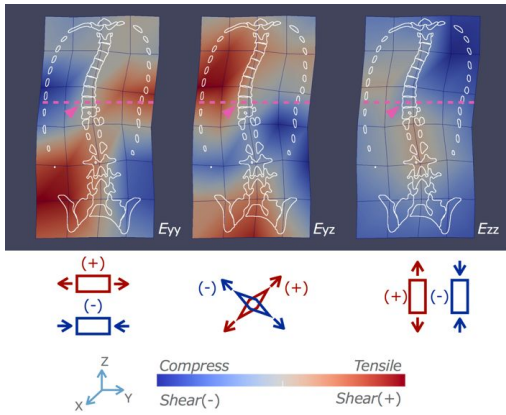 Eyy
Eyz
Ezz
(+)
(-)
(-)
(+)
(+)
(-)
Z
Y
X
Compress
Tensile
Shear(-)
Shear(+)